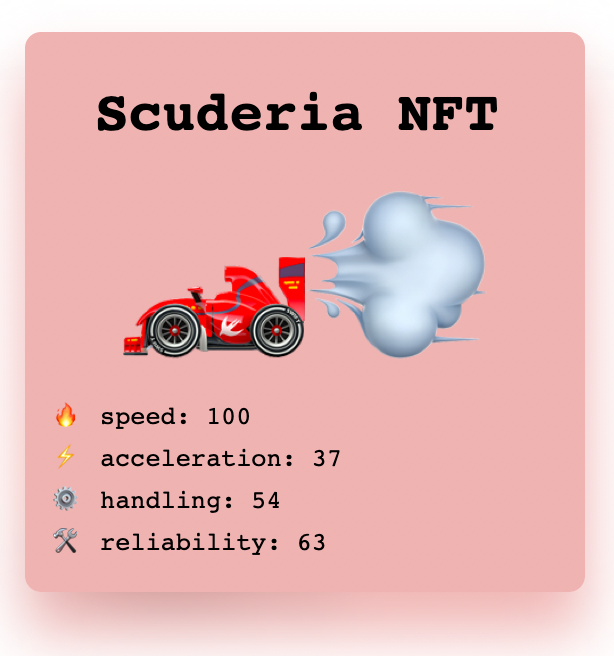 Scuderia NFT
speed: 100
acceleration: 37
handling: 54
reliability: 63